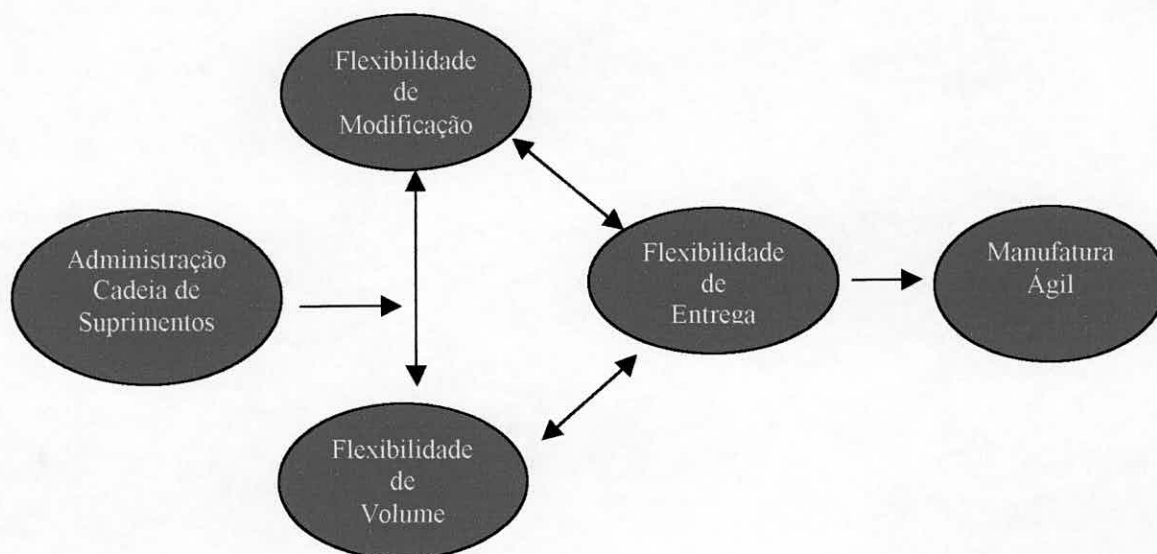 Flexibilidade
de
Modificação
Administração
Cadeia de
Suprimentos
Flexibilidade
de
Entrega
Manufatura
Ágil
Flexibilidade
de
Volume